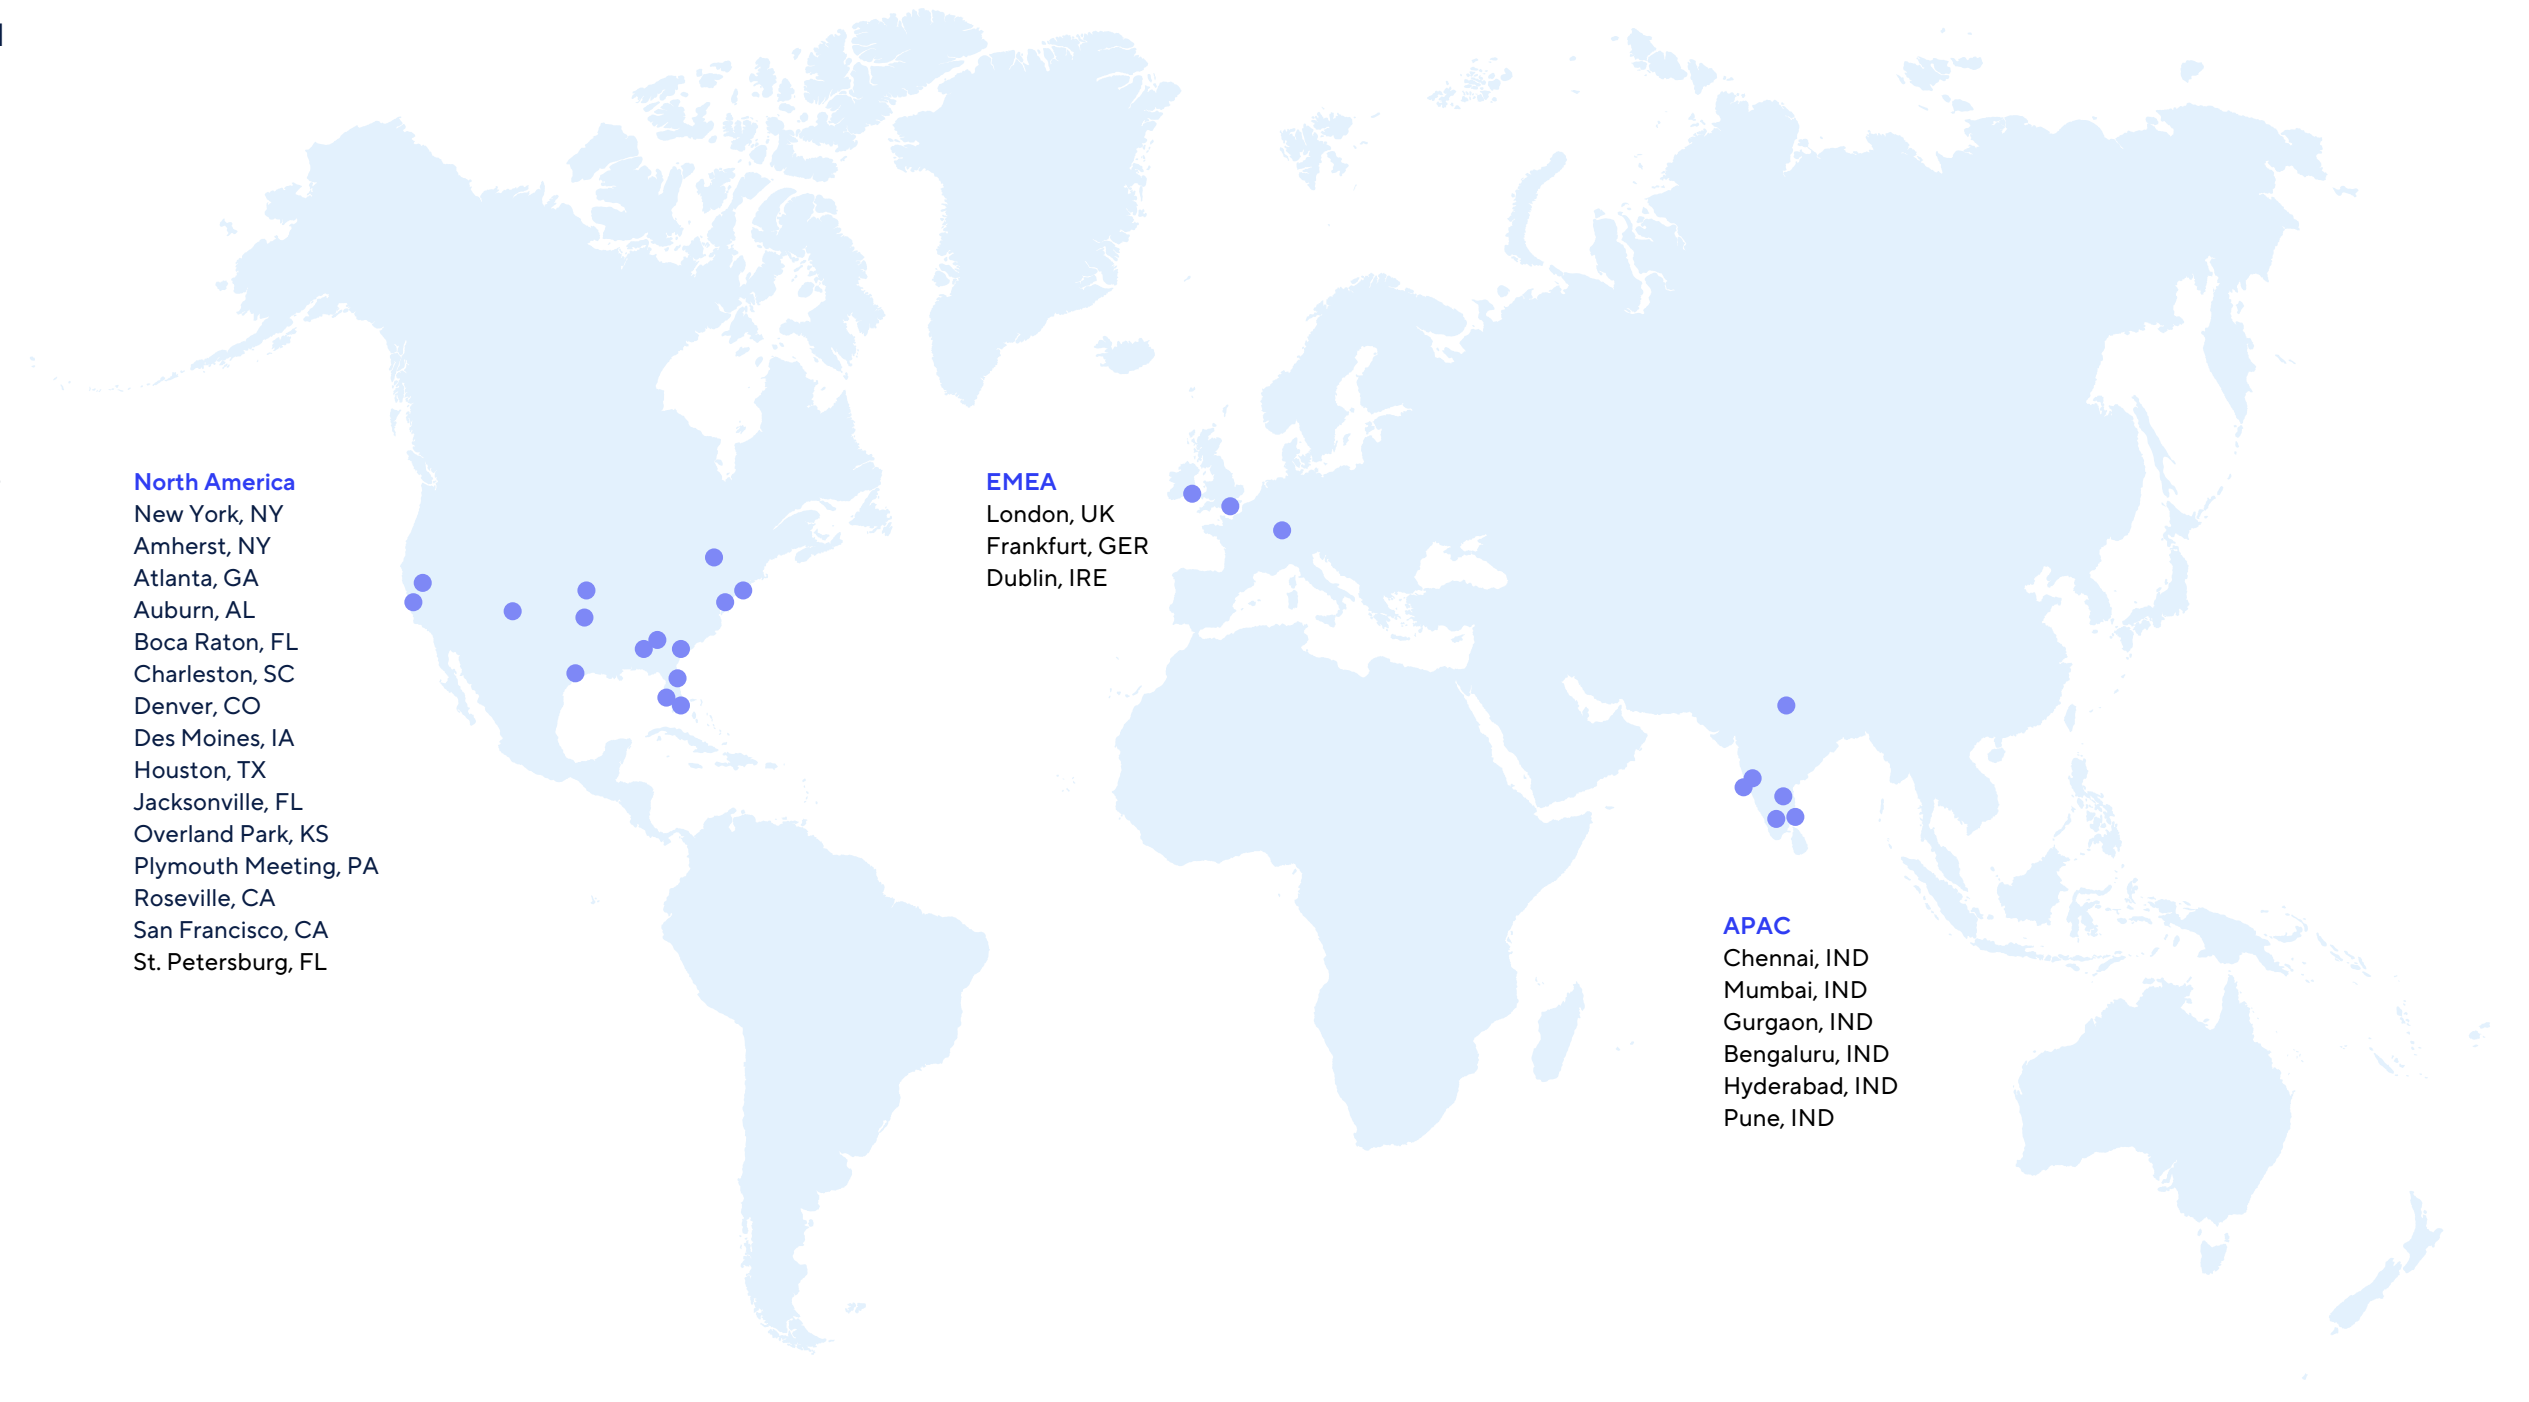 North America
New York, NY
Amherst, NY
Atlanta, GA
Auburn, AL
Boca Raton, FL
Charleston, SC
Denver, CO
Des Moines, IA
Houston, TX
Jacksonville, FL
Overland Park, KS
Plymouth Meeting, PA
Roseville, CA
San Francisco, CA
St. Petersburg, FL
EMEA
London, UK
Frankfurt, GER
Dublin, IRE
APAC
Chennai, IND
Mumbai, IND
Gurgaon, IND
Bengaluru, IND
Hyderabad, IND
Pune, IND